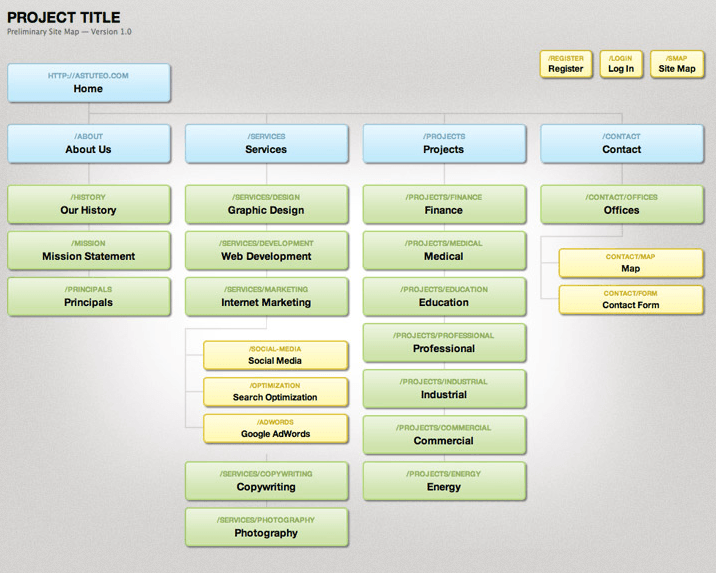 PROJECT TITLE
Preliminary Site Map — Version 1.0
/REGISTER
Register
/LOGIN
Log In
/SMAP
Site Map
HTTP://ASTUTEO.COM
Home
/ABOUT
About Us
/HISTORY
Our History
/MISSION
Mission Statement
/PRINCIPALS
Principals
/SERVICES
Services
/SERVICES/DESIGN
Graphic Design
/SERVICES/DEVELOPMENT
Web Development
/SERVICES/MARKETING
Internet Marketing
/SOCIAL-MEDIA
Social Media
/OPTIMIZATION
Search Optimization
/ADWORDS
Google AdWords
/SERVICES/COPYWRITING
Copywriting
/SERVICES/PHOTOGRAPHY
Photography
/PROJECTS
Projects
/PROJECTS/FINANCE
Finance
/PROJECTS/MEDICAL
Medical
/PROJECTS/EDUCATION
Education
/PROJECTS/PROFESSIONAL
Professional
/PROJECTS/INDUSTRIAL
Industrial
/PROJECTS/COMMERCIAL
Commercial
/PROJECTS/ENERGY
Energy
/CONTACT
Contact
/CONTACT/OFFICES
Offices
CONTACT/MAP
Map
CONTACT/FORM
Contact Form